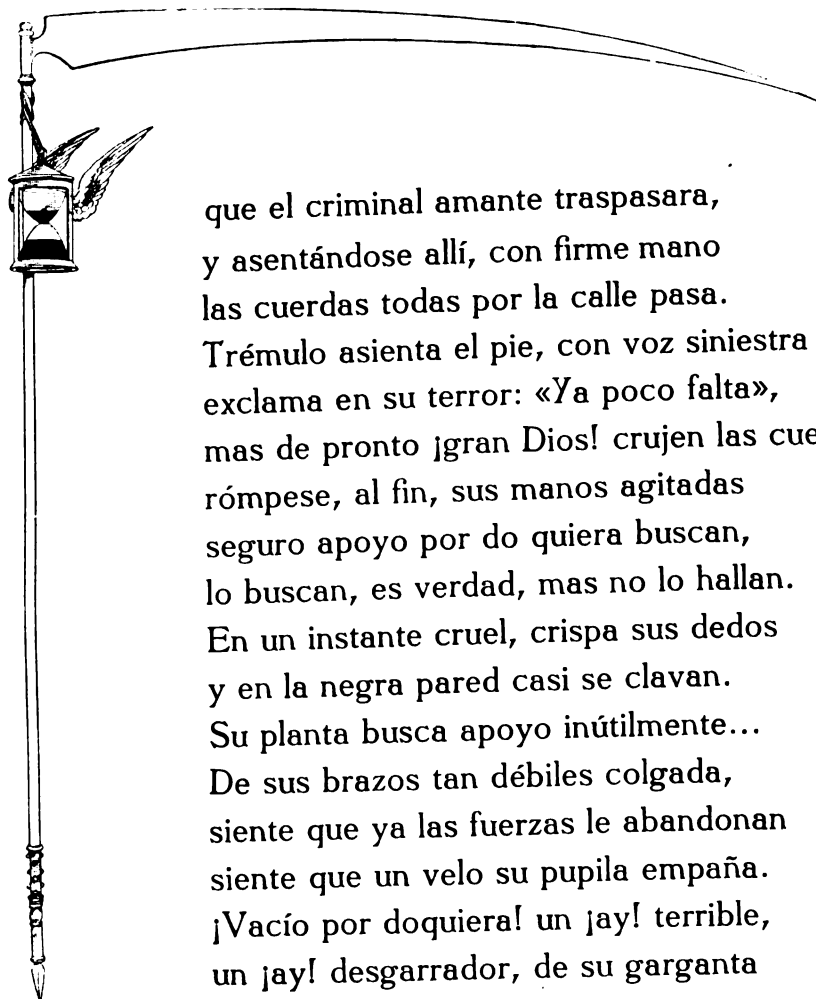 que el criminal amante traspasara,
y asentándose allí, con firme mano
las cuerdas todas por la calle pasa.
Trémulo asienta el pie, con voz siniestra
exclama en su terror: «Ya poco falta»,
mas de pronto ¡gran Dios! crujen las cue
rómpese, al fin, sus manos agitadas
seguro apoyo por do quiera buscan,
lo buscan, es verdad, mas no lo hallan.
En un instante cruel, crispa sus dedos
y en la negra pared casi se clavan.
Su planta busca apoyo inútilmente...
De sus brazos tan débiles colgada,
siente que ya las fuerzas le abandonan
siente que un velo su pupila empaña.
¡Vacío por doquiera! un ¡ay! terrible,
un ¡ay! desgarrador, de su garganta